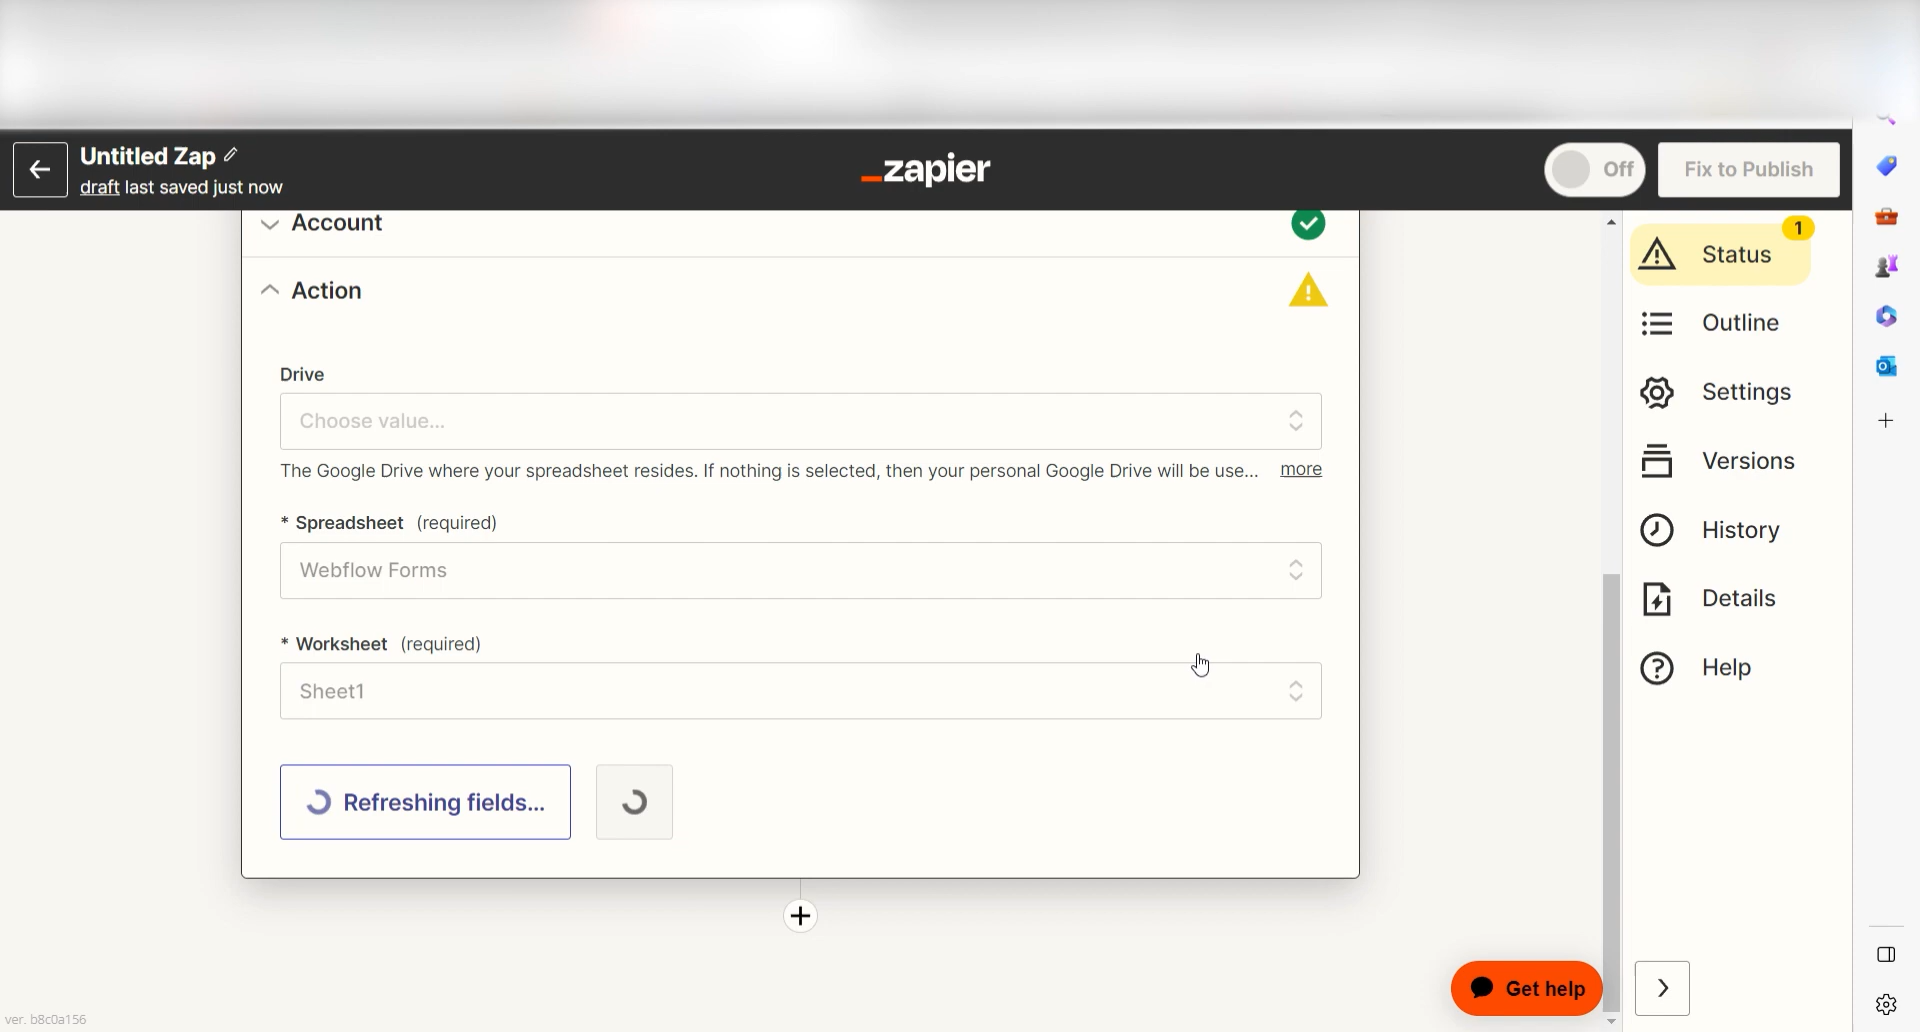 Untitled Zap
draft last saved just now
zapier
Off
Fix to Publish
Account
1
Status
Action
Outline
Drive
Settings
Choose value...
The Google Drive where your spreadsheet resides. If nothing is selected, then your personal Google Drive will be use... more
Versions
* Spreadsheet (required)
History
Webflow Forms
Details
* Worksheet (required)
Help
Sheet1
Refreshing fields...
Get help
ver. b8c0a156